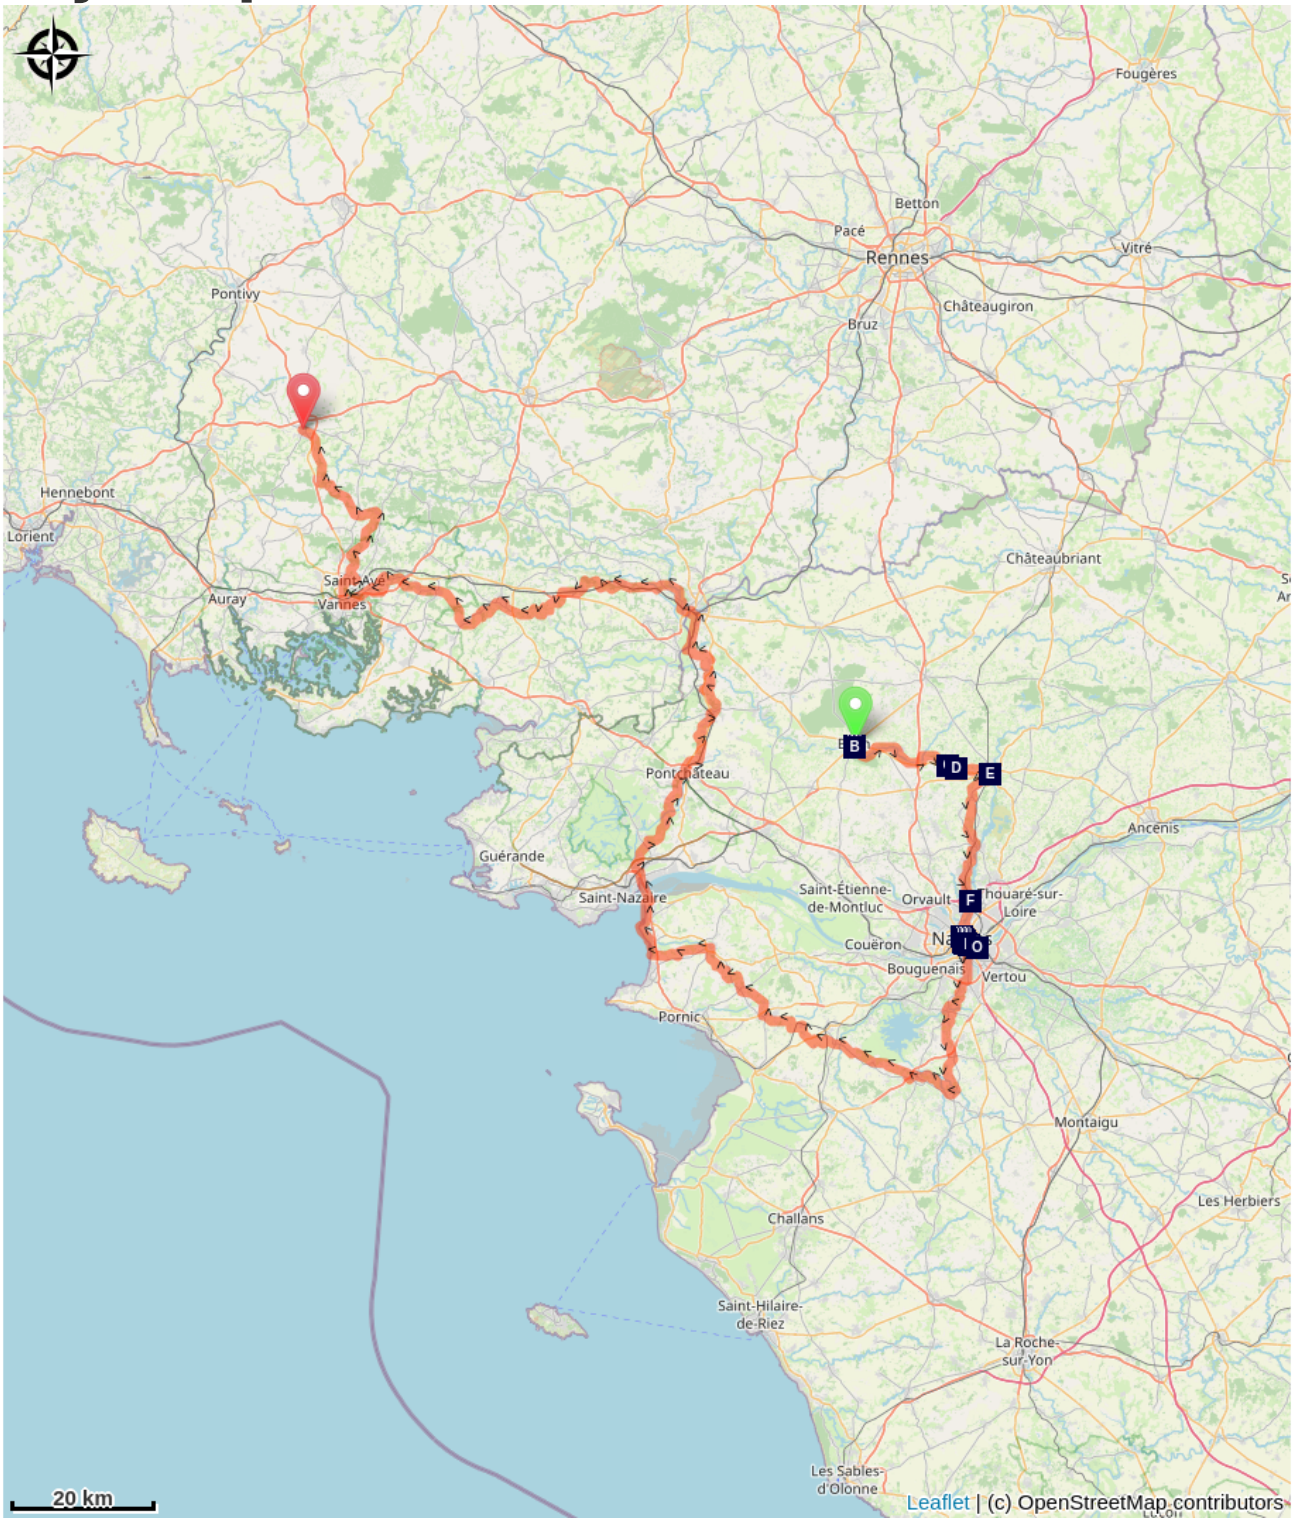 Fougères
Betton
Pacé
Rennes
Vitré
Pontivy
Châteaugiron
Bruz
Hennebont
Lorient
Châteaubriant
Saint-Avé
Auray
Vannes
B
D
E
Pontchâteau
Ancenis
Guérande
Saint-Nazaire
Saint-Étienne-
de-Montluc
Orvault
F
Thouaré-sur-
Loire
Couëron
O
Bouguenais
Vertou
Pornic
Montaigu
Les Herbiers
Challans
Saint-Hilaire-
de-Riez
La Roche-
sur-Yon
Les Sables-
d'Olonne
20 km
Leaflet | (c) OpenStreetMap contributors